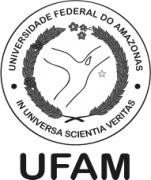 UNIVERSIDADE FEDERAL DO AMAZONAS
IN UNIVERSA SCIENTIA VERITAS
UFAM